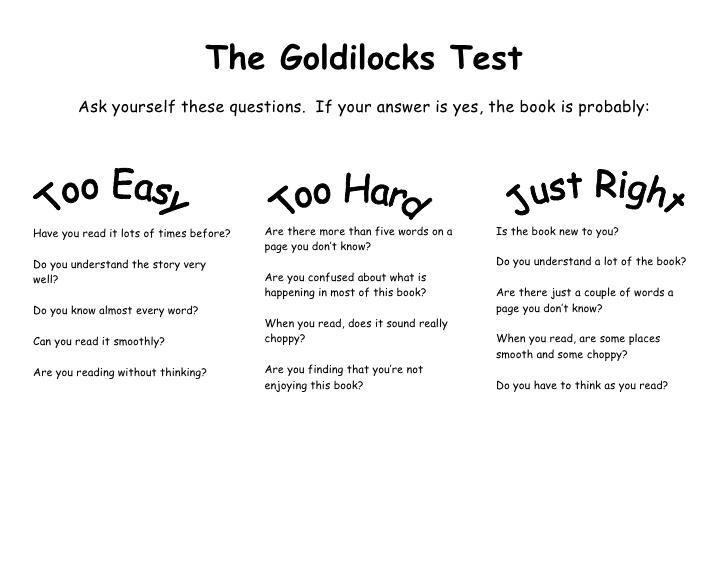 The Goldilocks Test
Ask yourself these questions.  If your answer is yes, the book is probably:
Too Easy
Have you read it lots of times before?
Do you understand the story very
well?
Do you know almost every word?
Can you read it smoothly?
Are you reading without thinking?
Too Hard
Are there more than five words on a
page you don't know?
Are you confused about what is
happening in most of this book?
When you read, does it sound really
choppy?
Are you finding that you're not
enjoying this book?
Just Right
Is the book new to you?
Do you understand a lot of the book?
Are there just a couple of words a
page you don't know?
When you read, are some places
smooth and some choppy?
Do you have to think as you read?